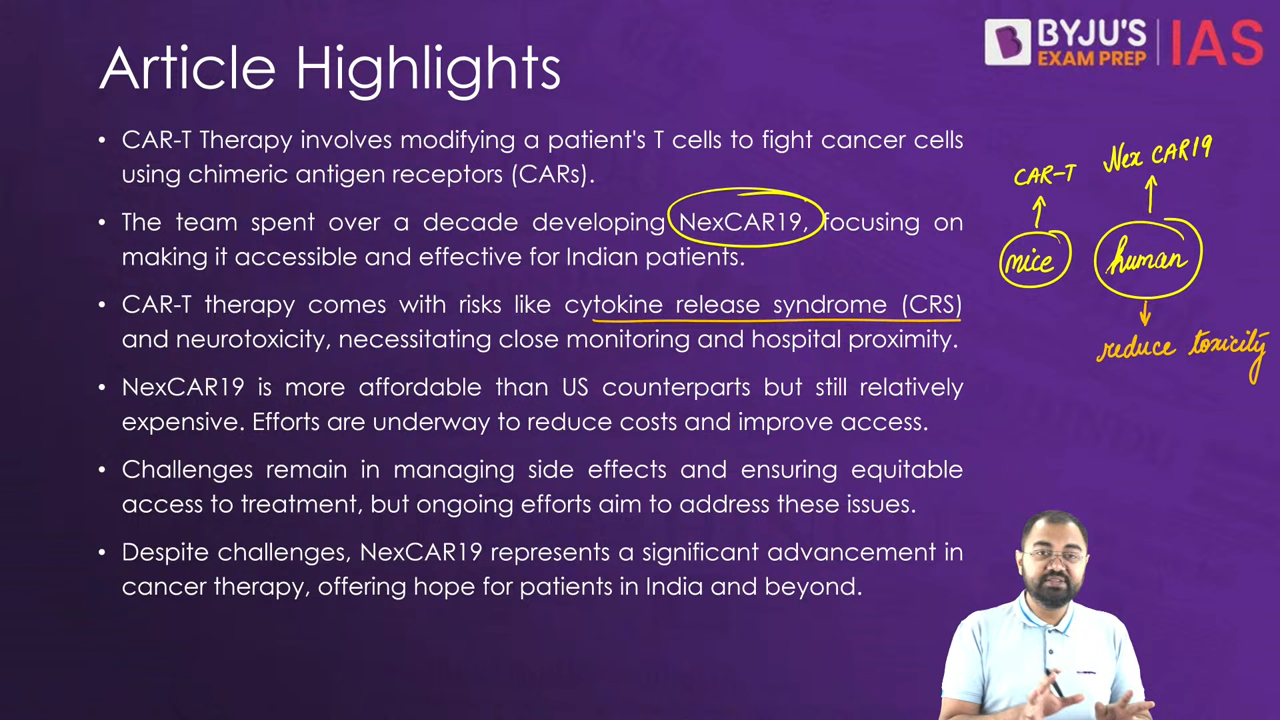 Article Highlights
BYJU'S
EXAM PREP
IAS
• CAR-T Therapy involves modifying a patient's T cells to fight cancer cells
using chimeric antigen receptors (CARs).
• The team spent over a decade developing NexCAR19, focusing on
making it accessible and effective for Indian patients.
• CAR-T therapy comes with risks like cytokine release syndrome (CRS)
and neurotoxicity, necessitating close monitoring and hospital proximity.
• NexCAR19 is more affordable than US counterparts but still relatively
expensive. Efforts are underway to reduce costs and improve access.
• Challenges remain in managing side effects and ensuring equitable
access to treatment, but ongoing efforts aim to address these issues.
• Despite challenges, NexCAR19 represents a significant advancement in
cancer therapy, offering hope for patients in India and beyond.
CAR-T
Nex CAR19
mice
human
reduce toxicity